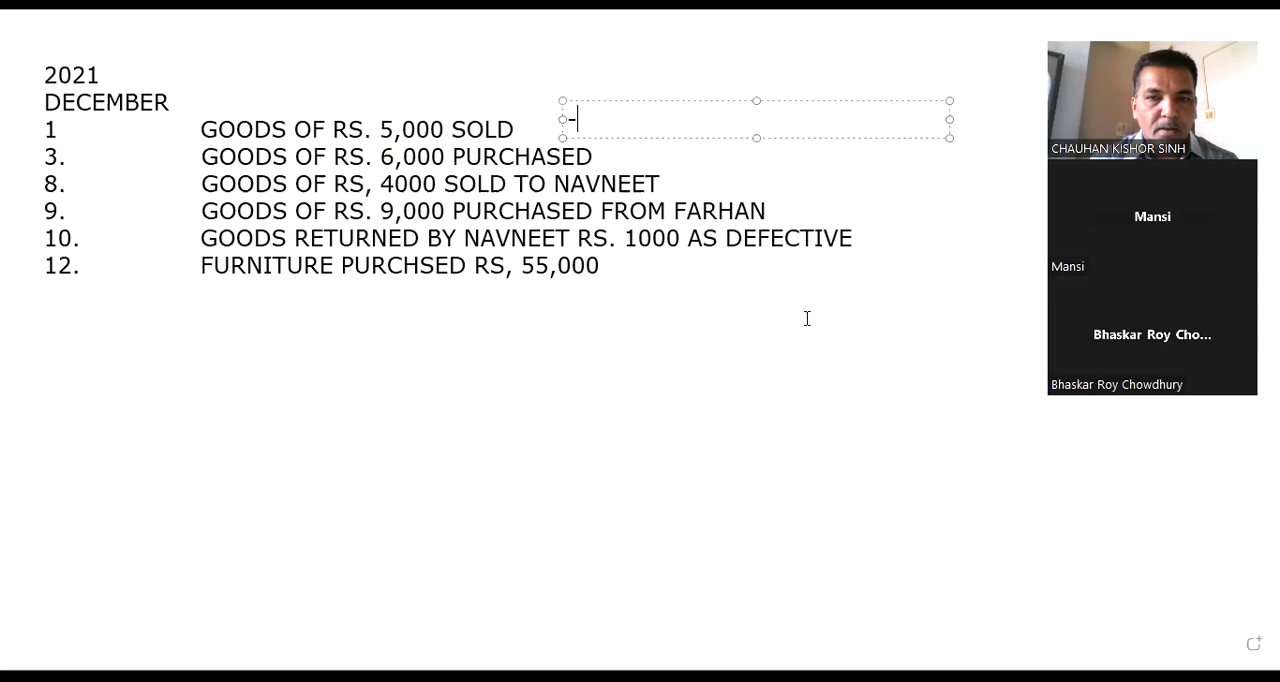 2021
DECEMBER
1 GOODS OF RS. 5,000 SOLD
-
3. GOODS OF RS. 6,000 PURCHASED
8. GOODS OF RS, 4000 SOLD TO NAVNEET
9. GOODS OF RS. 9,000 PURCHASED FROM FARHAN
10. GOODS RETURNED BY NAVNEET RS. 1000 AS DEFECTIVE
12. FURNITURE PURCHSED RS, 55,000
CHAUHAN KISHOR SINH
Mansi
Mansi
Bhaskar Roy Cho...
Bhaskar Roy Chowdhury